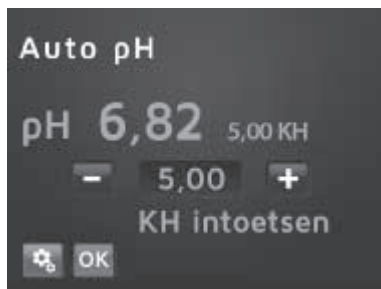 Auto pH
pH 6,82 5,00 KH
- 5,00 +
KH intoetsen
OK